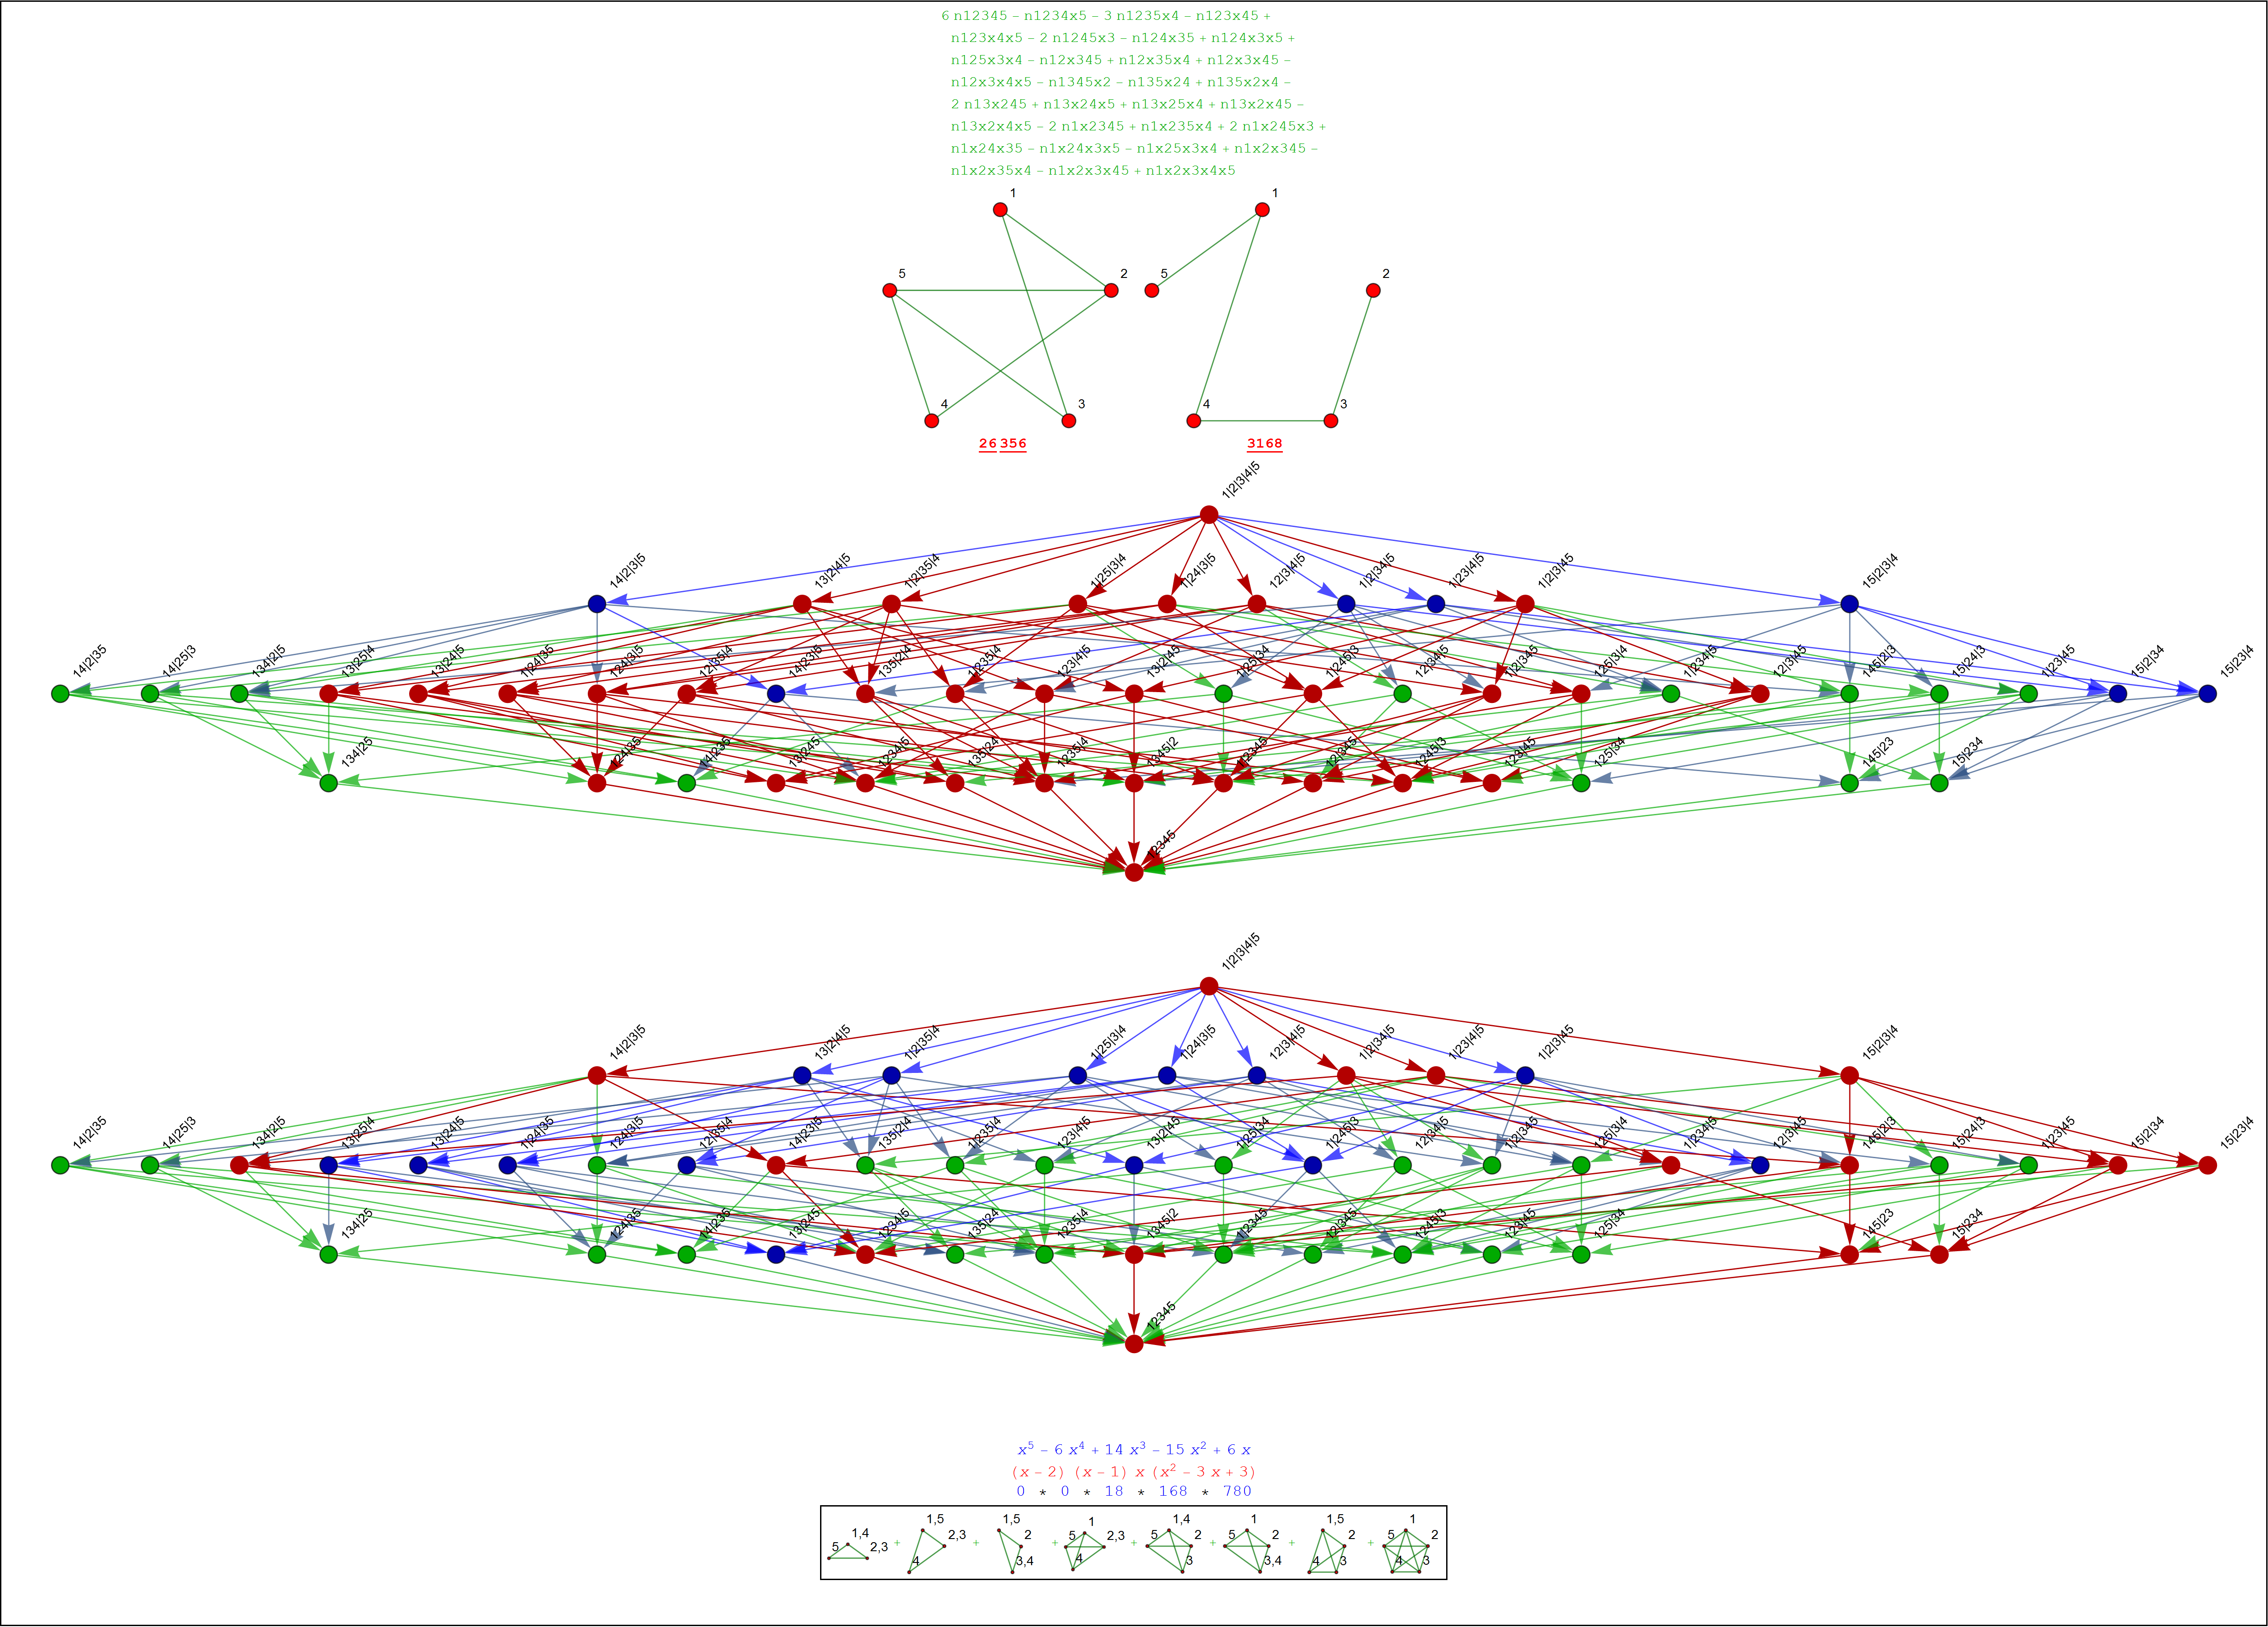 6 n12345 − n1234x5 − 3 n1235x4 − n123x45 +
n123x4x5 − 2 n1245x3 − n124x35 + n124x3x5 +
n125x3x4 − n12x345 + n12x35x4 + n12x3x45 −
n12x3x4x5 − n1345x2 − n135x24 + n135x2x4 −
2 n13x245 + n13x24x5 + n13x25x4 + n13x2x45 −
n13x2x4x5 − 2 n1x2345 + n1x235x4 + 2 n1x245x3 +
n1x24x35 − n1x24x3x5 − n1x25x3x4 + n1x2x345 −
n1x2x35x4 − n1x2x3x45 + n1x2x3x4x5
1 1
5 2 5 2
4 3 4 3
26 356 3168
1|2|3|4|5
14|2|3|5 13|2|4|5 1|2|35|4 1|25|3|4 1|24|3|5 12|3|4|5 1|2|34|5 1|23|4|5 1|2|3|45 15|2|3|4
14|2|35 14|25|3 134|2|5 13|25|4 13|24|5 1|24|35 124|3|5 12|35|4 14|23|5 135|2|4 1|235|4 123|4|5 13|2|45 1|25|34 1|245|3 12|34|5 1|2|345 125|3|4 1|234|5 12|3|45 145|2|3 15|24|3 1|23|45 15|2|34 15|23|4
134|25 124|35 14|235 13|245 1234|5 135|24 1235|4 1345|2 1|2345 12|345 1245|3 123|45 125|34 145|23 15|234
12345
1|2|3|4|5
14|2|3|5 13|2|4|5 1|2|35|4 1|25|3|4 1|24|3|5 12|3|4|5 1|2|34|5 1|23|4|5 1|2|3|45 15|2|3|4
14|2|35 14|25|3 134|2|5 13|25|4 13|24|5 1|24|35 124|3|5 12|35|4 14|23|5 135|2|4 1|235|4 123|4|5 13|2|45 1|25|34 1|245|3 12|34|5 1|2|345 125|3|4 1|234|5 12|3|45 145|2|3 15|24|3 1|23|45 15|2|34 15|23|4
134|25 124|35 14|235 13|245 1234|5 135|24 1235|4 1345|2 1|2345 12|345 1245|3 123|45 125|34 145|23 15|234
12345
x⁵ − 6 x⁴ + 14 x³ − 15 x² + 6 x
(x − 2) (x − 1) x (x² − 3 x + 3)
0 * 0 * 18 * 168 * 780
1,4 5 2,3 + 1,5 2,3 4 + 1,5 2 3,4 + 1 5 2,3 4 + 1,4 5 2 3 + 1 5 2 3,4 + 1,5 2 4 3 + 1 5 2 4 3